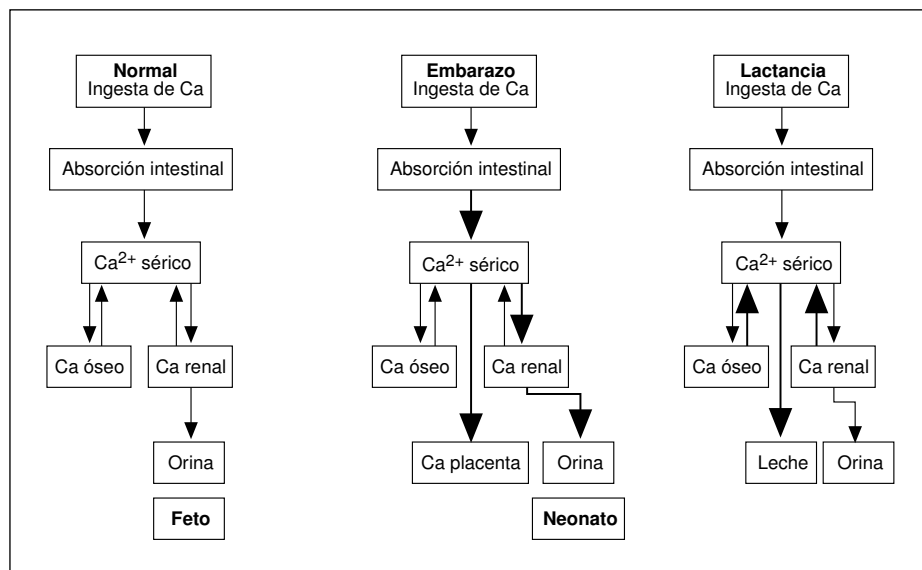 Normal
Ingesta de Ca
Absorción intestinal
Ca2+ sérico
Ca óseo
Ca renal
Orina
Feto
Embarazo
Ingesta de Ca
Absorción intestinal
Ca2+ sérico
Ca óseo
Ca renal
Ca placenta
Orina
Neonato
Lactancia
Ingesta de Ca
Absorción intestinal
Ca2+ sérico
Ca óseo
Ca renal
Leche
Orina